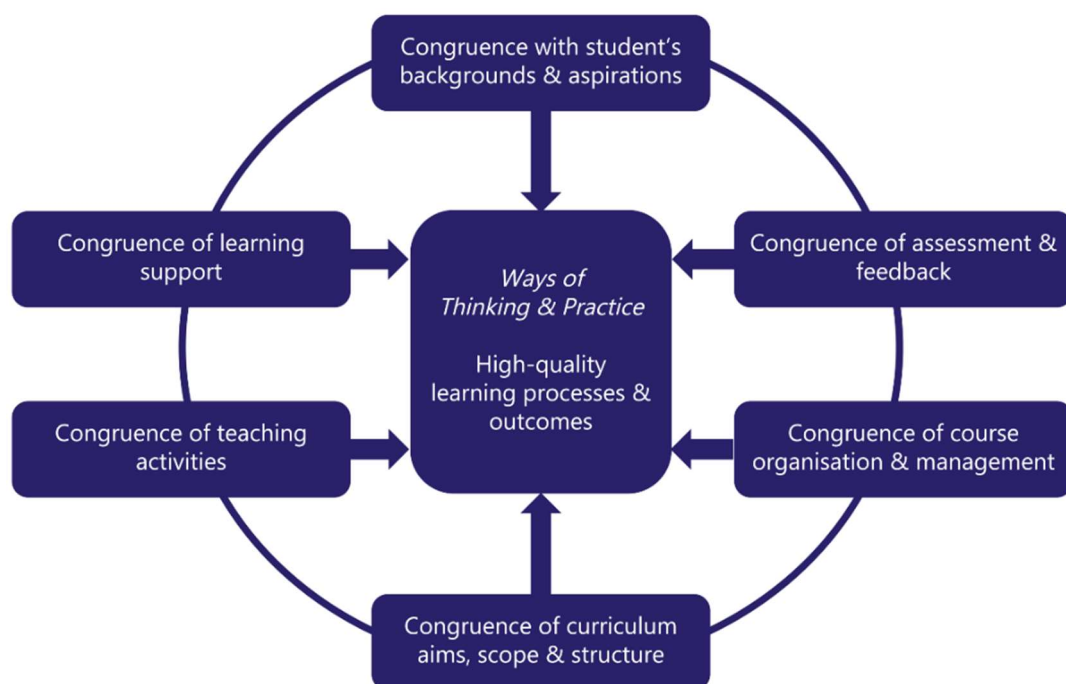 Congruence with student's
backgrounds & aspirations
Congruence of learning
support
Ways of
Thinking & Practice
High-quality
learning processes &
outcomes
Congruence of assessment &
feedback
Congruence of teaching
activities
Congruence of course
organisation & management
Congruence of curriculum
aims, scope & structure